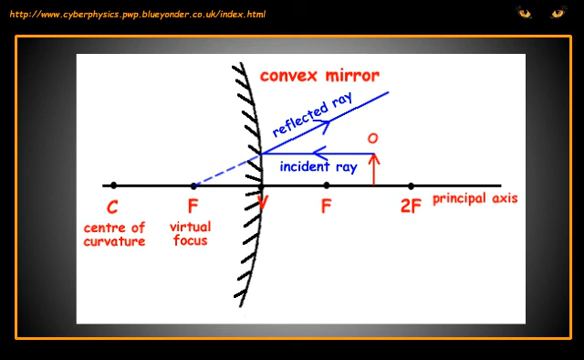 http://www.cyberphysics.pwp.blueyonder.co.uk/index.html
convex mirror
reflected ray
O
incident ray
C
F
V
F
2F
principal axis
centre of
curvature
virtual
focus